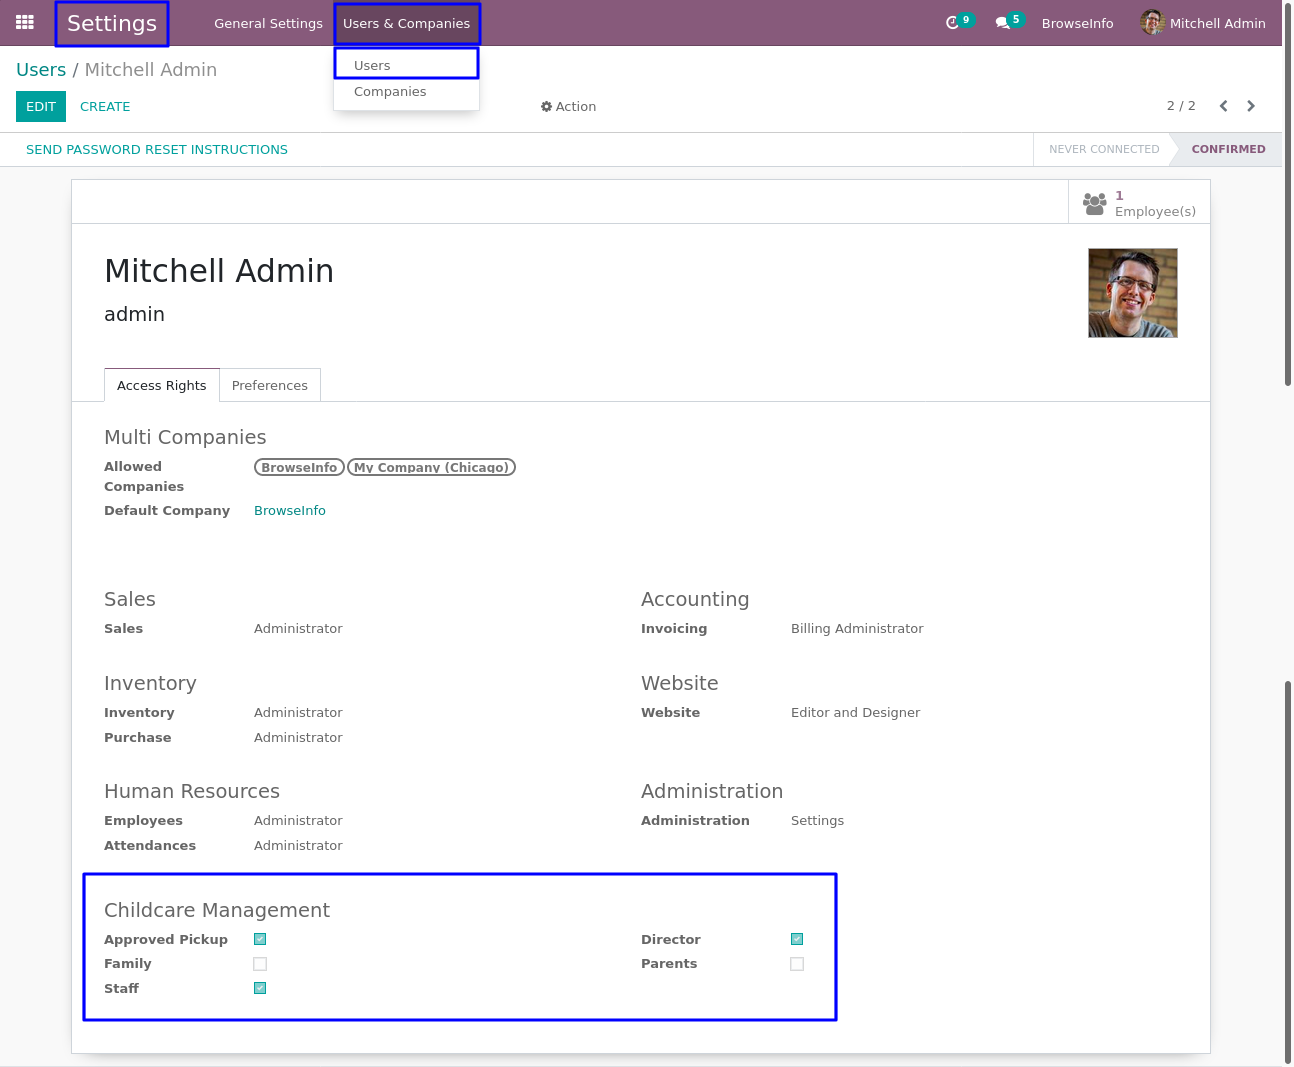 Settings General Settings Users & Companies 9 5 BrowseInfo Mitchell Admin
Users
Companies
Users / Mitchell Admin
EDIT CREATE Action 2 / 2
SEND PASSWORD RESET INSTRUCTIONS NEVER CONNECTED CONFIRMED
1
Employee(s)
Mitchell Admin
admin
Access Rights Preferences
Multi Companies
Allowed Companies BrowseInfo My Company (Chicago)
Default Company BrowseInfo
Sales Accounting
Sales Administrator Invoicing Billing Administrator
Inventory Website
Inventory Administrator Website Editor and Designer
Purchase Administrator
Human Resources Administration
Employees Administrator Administration Settings
Attendances Administrator
Childcare Management
Approved Pickup Director
Family Parents
Staff